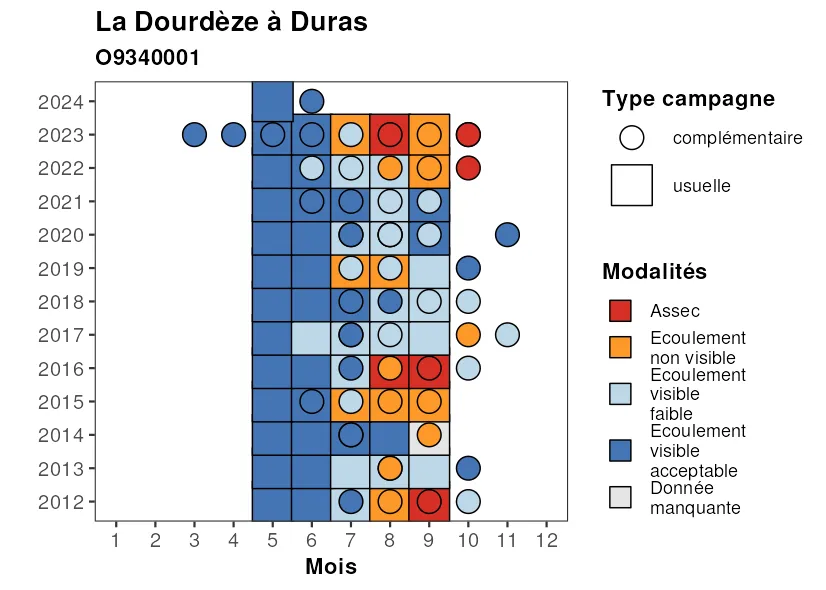 La Dourdèze à Duras
O9340001
2024
2023
2022
2021
2020
2019
2018
2017
2016
2015
2014
2013
2012
1 2 3 4 5 6 7 8 9 10 11 12
Mois
Type campagne
complémentaire
usuelle
Modalités
Assec
Ecoulement
non visible
Ecoulement
visible
faible
Ecoulement
visible
acceptable
Donnée
manquante